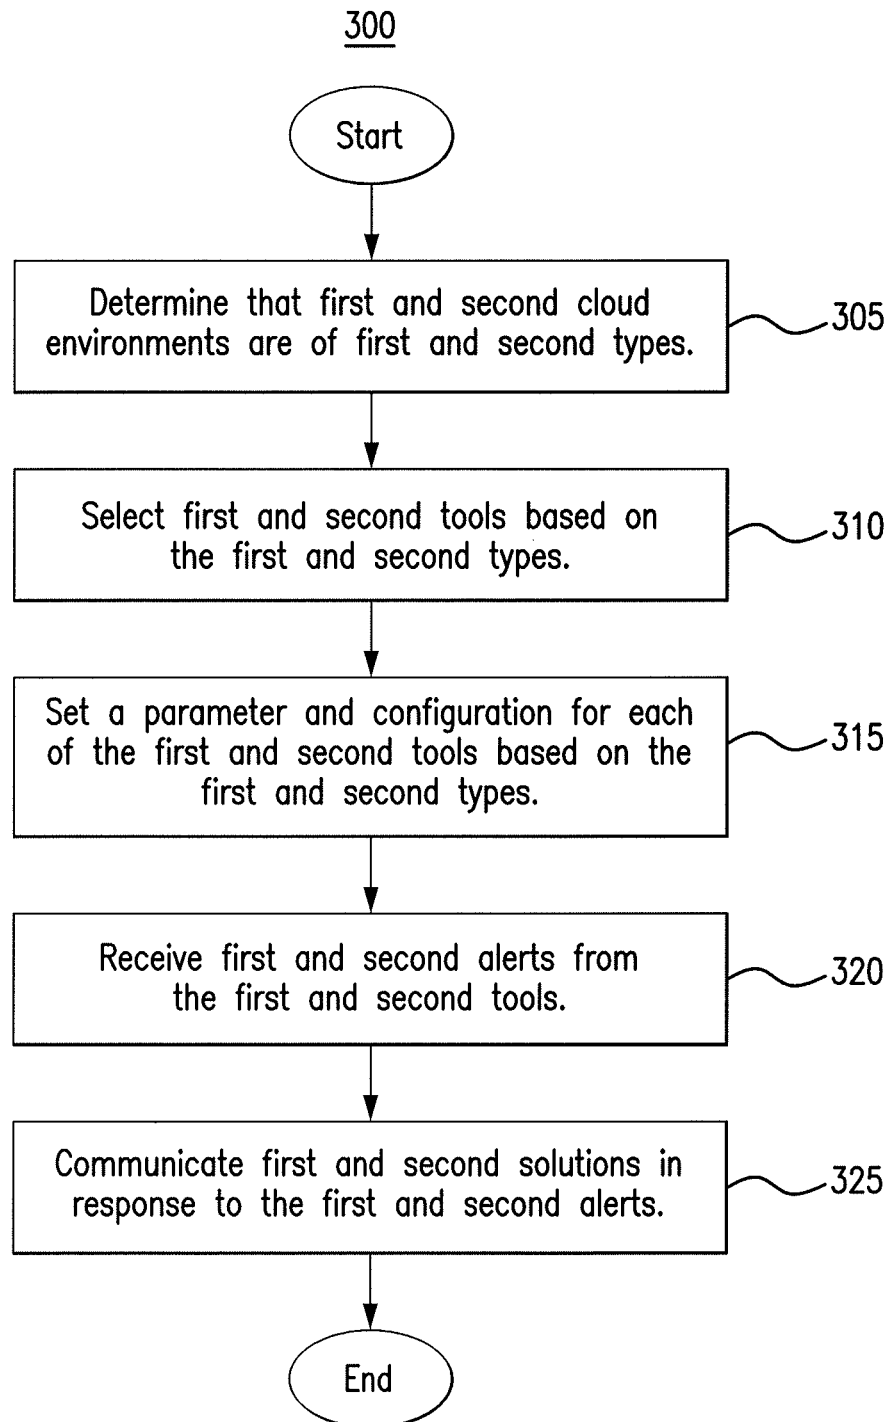 300
Start
Determine that first and second cloud
environments are of first and second types.
305
Select first and second tools based on
the first and second types.
310
Set a parameter and configuration for each
of the first and second tools based on the
first and second types.
315
Receive first and second alerts from
the first and second tools.
320
Communicate first and second solutions in
response to the first and second alerts.
325
End